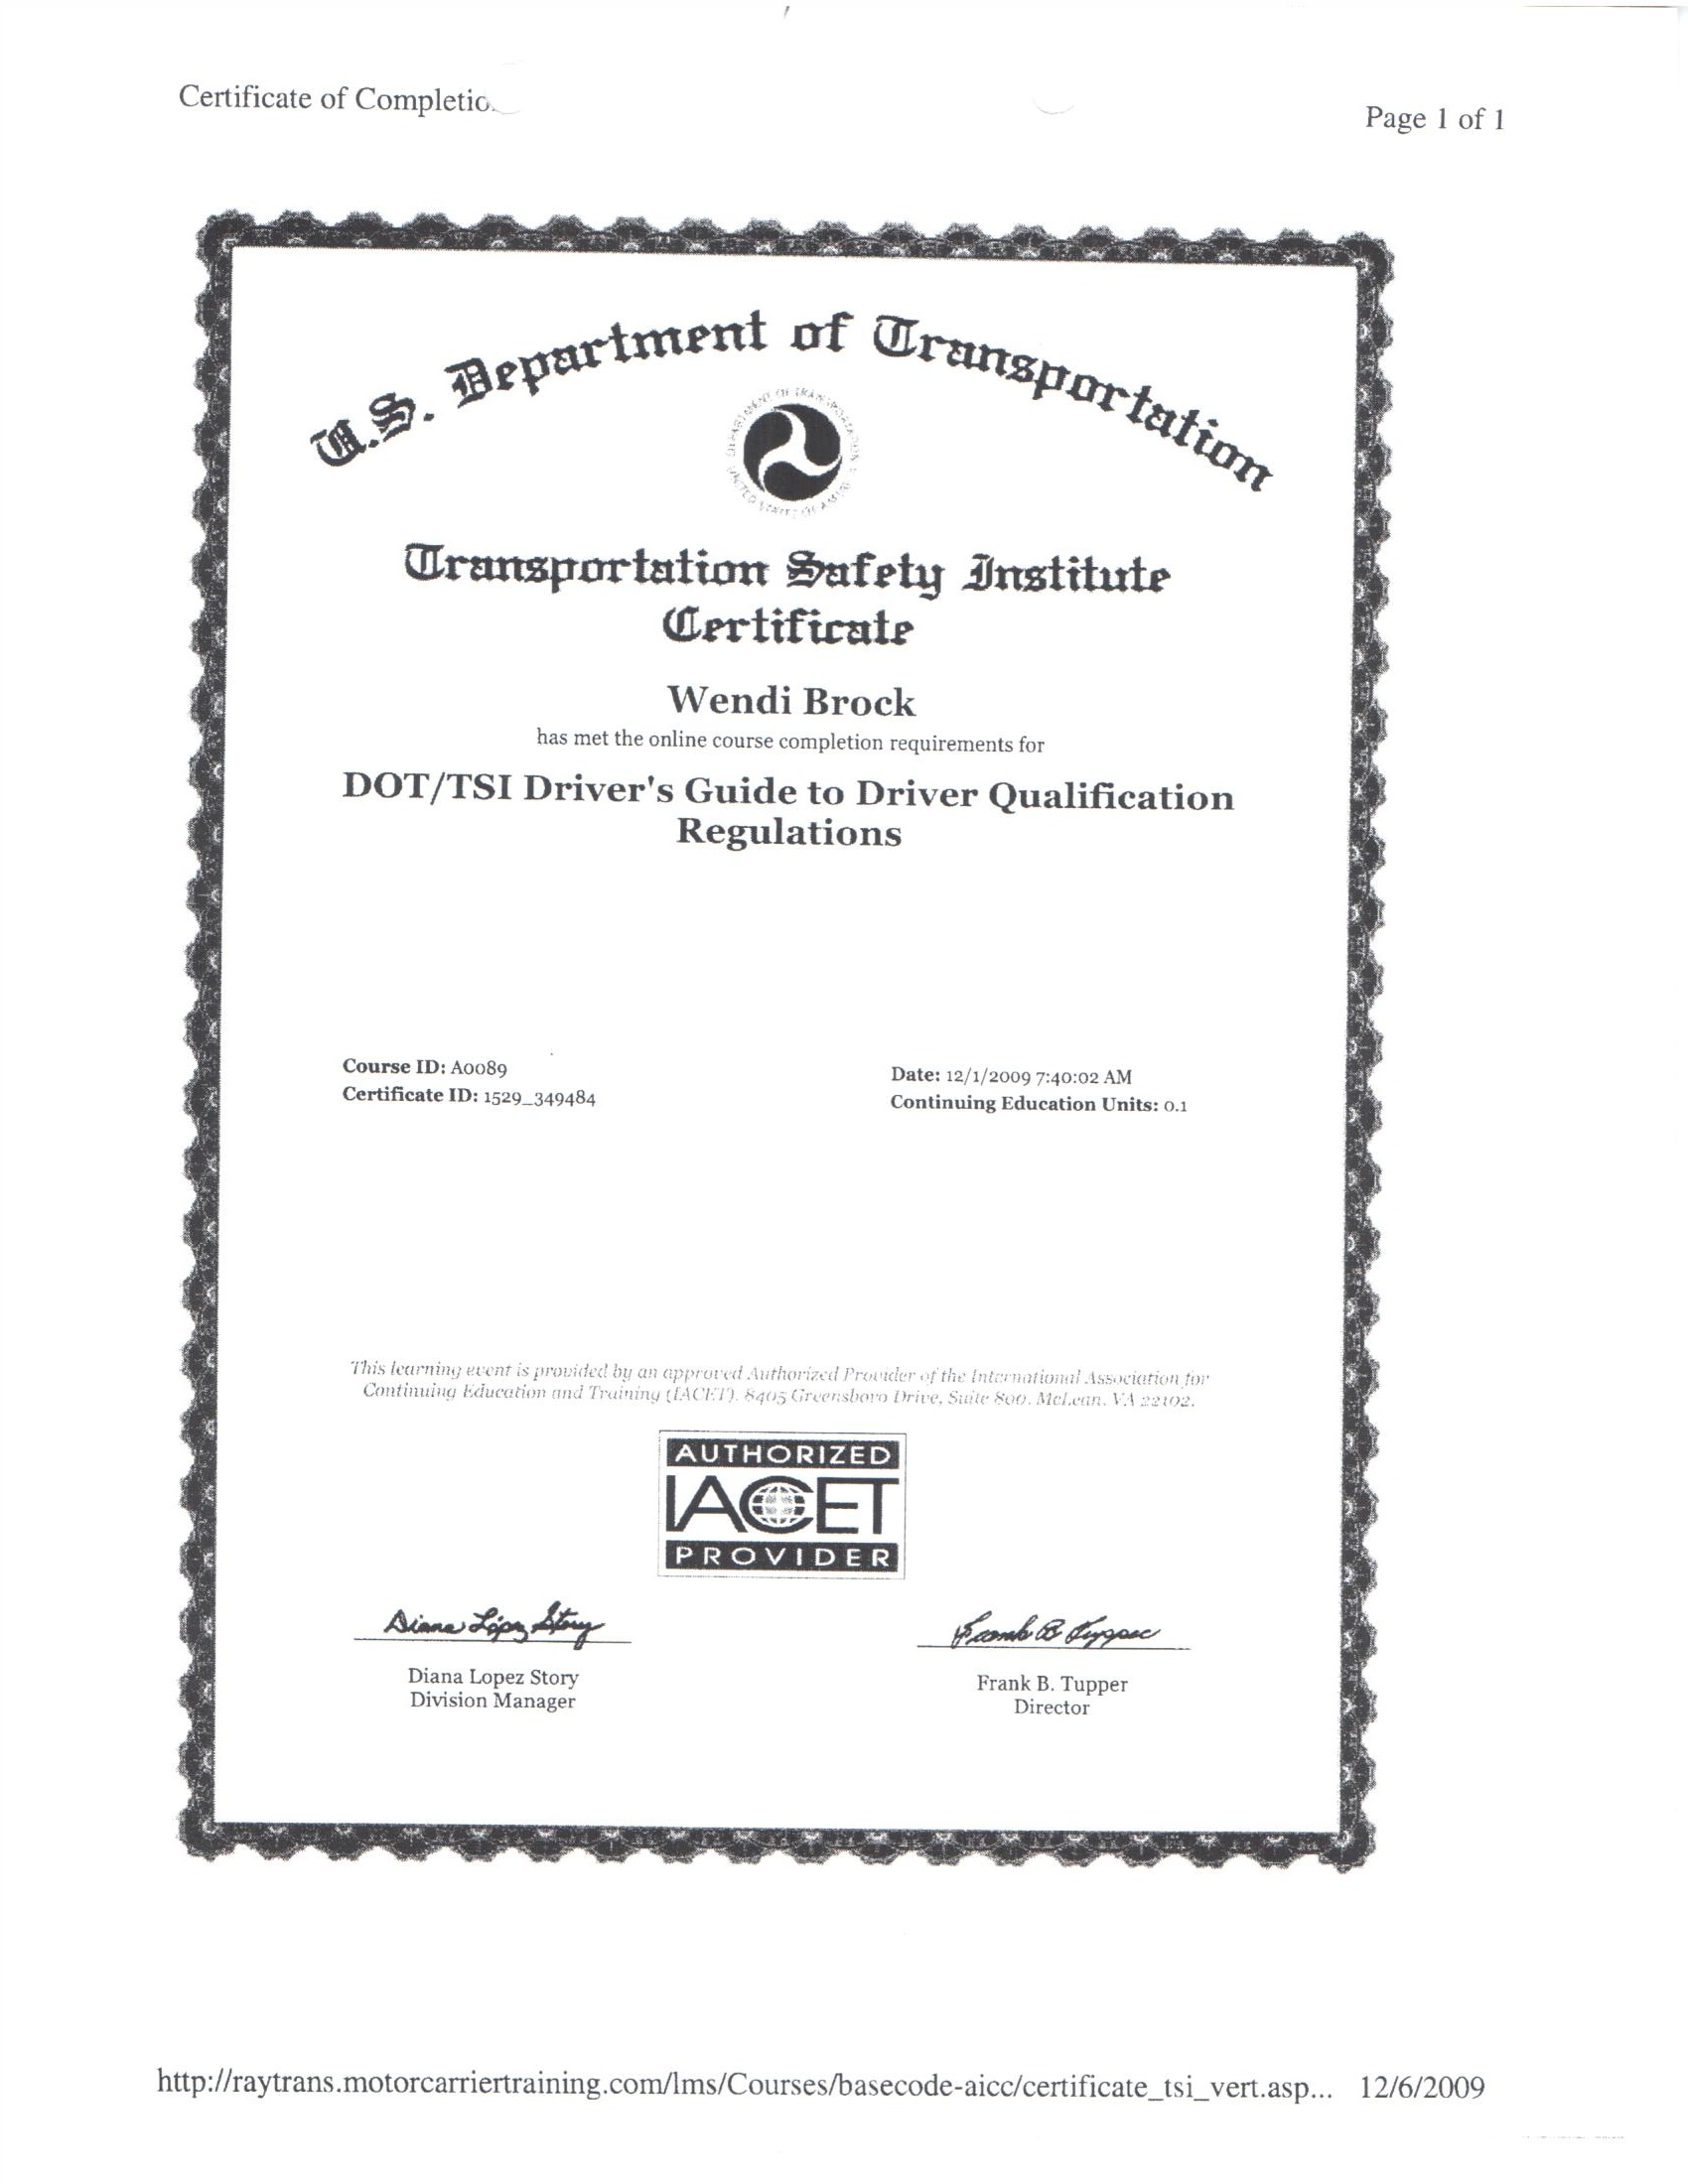 Certificate of Completio
Page 1 of 1
U.S. Department of Transportation
DEPARTMENT OF TRANSPORTATION
UNITED STATES OF AMERICA
Transportation Safety Institute
Certificate
Wendi Brock
has met the online course completion requirements for
DOT/TSI Driver's Guide to Driver Qualification
Regulations
Course ID: A0089
Date: 12/1/2009 7:40:02 AM
Certificate ID: 1529_349484
Continuing Education Units: 0.1
This learning event is provided by an approved Authorized Provider of the International Association for
Continuing Education and Training (IACET). 8405 Greensboro Drive, Suite 800. McLean. VA 22102.
AUTHORIZED
IACET
PROVIDER
Diana López Story
Frank B Tupper
Diana Lopez Story
Frank B. Tupper
Division Manager
Director
http://raytrans.motorcarriertraining.com/lms/Courses/basecode-aicc/certificate_tsi_vert.asp... 12/6/2009